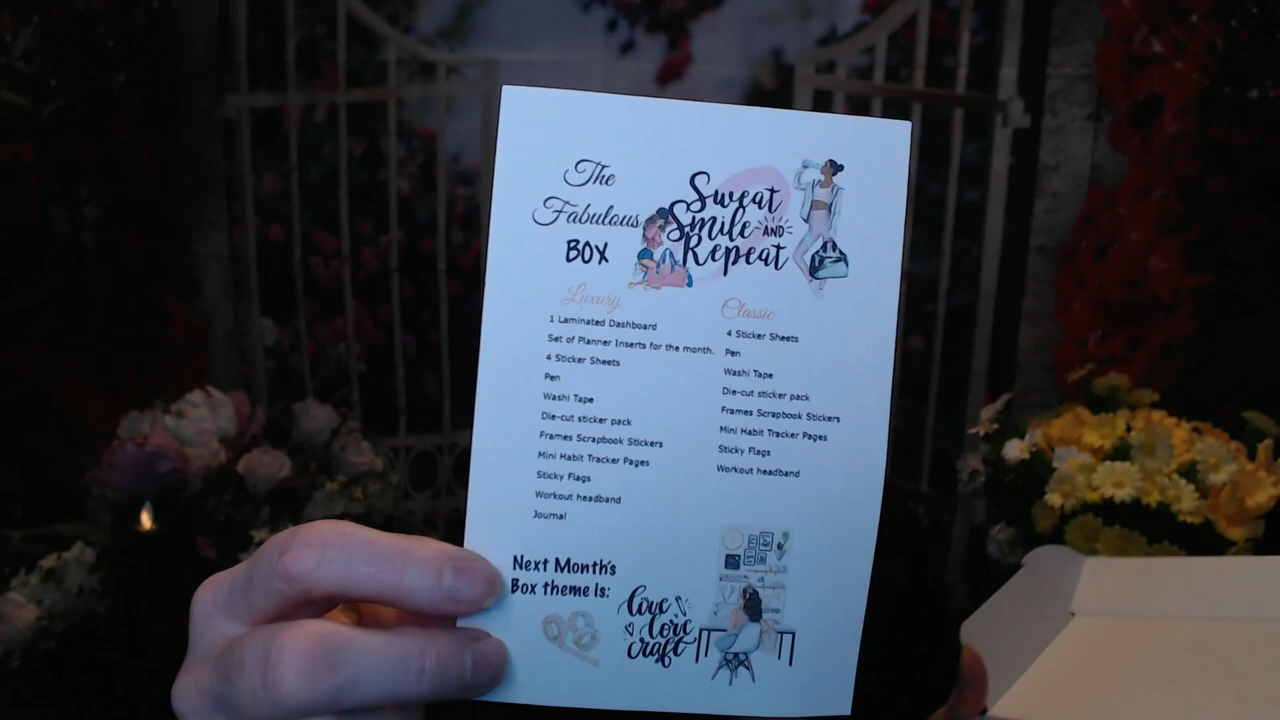 The
Fabulous
BOX
Sweat
Smile AND
Repeat
Luxury
1 Laminated Dashboard
Set of Planner Inserts for the month.
4 Sticker Sheets
Pen
Washi Tape
Die-cut sticker pack
Frames Scrapbook Stickers
Mini Habit Tracker Pages
Sticky Flags
Workout headband
Journal
Classic
4 Sticker Sheets
Pen
Washi Tape
Die-cut sticker pack
Frames Scrapbook Stickers
Mini Habit Tracker Pages
Sticky Flags
Workout headband
Next Month's
Box theme is:
love
love
craft